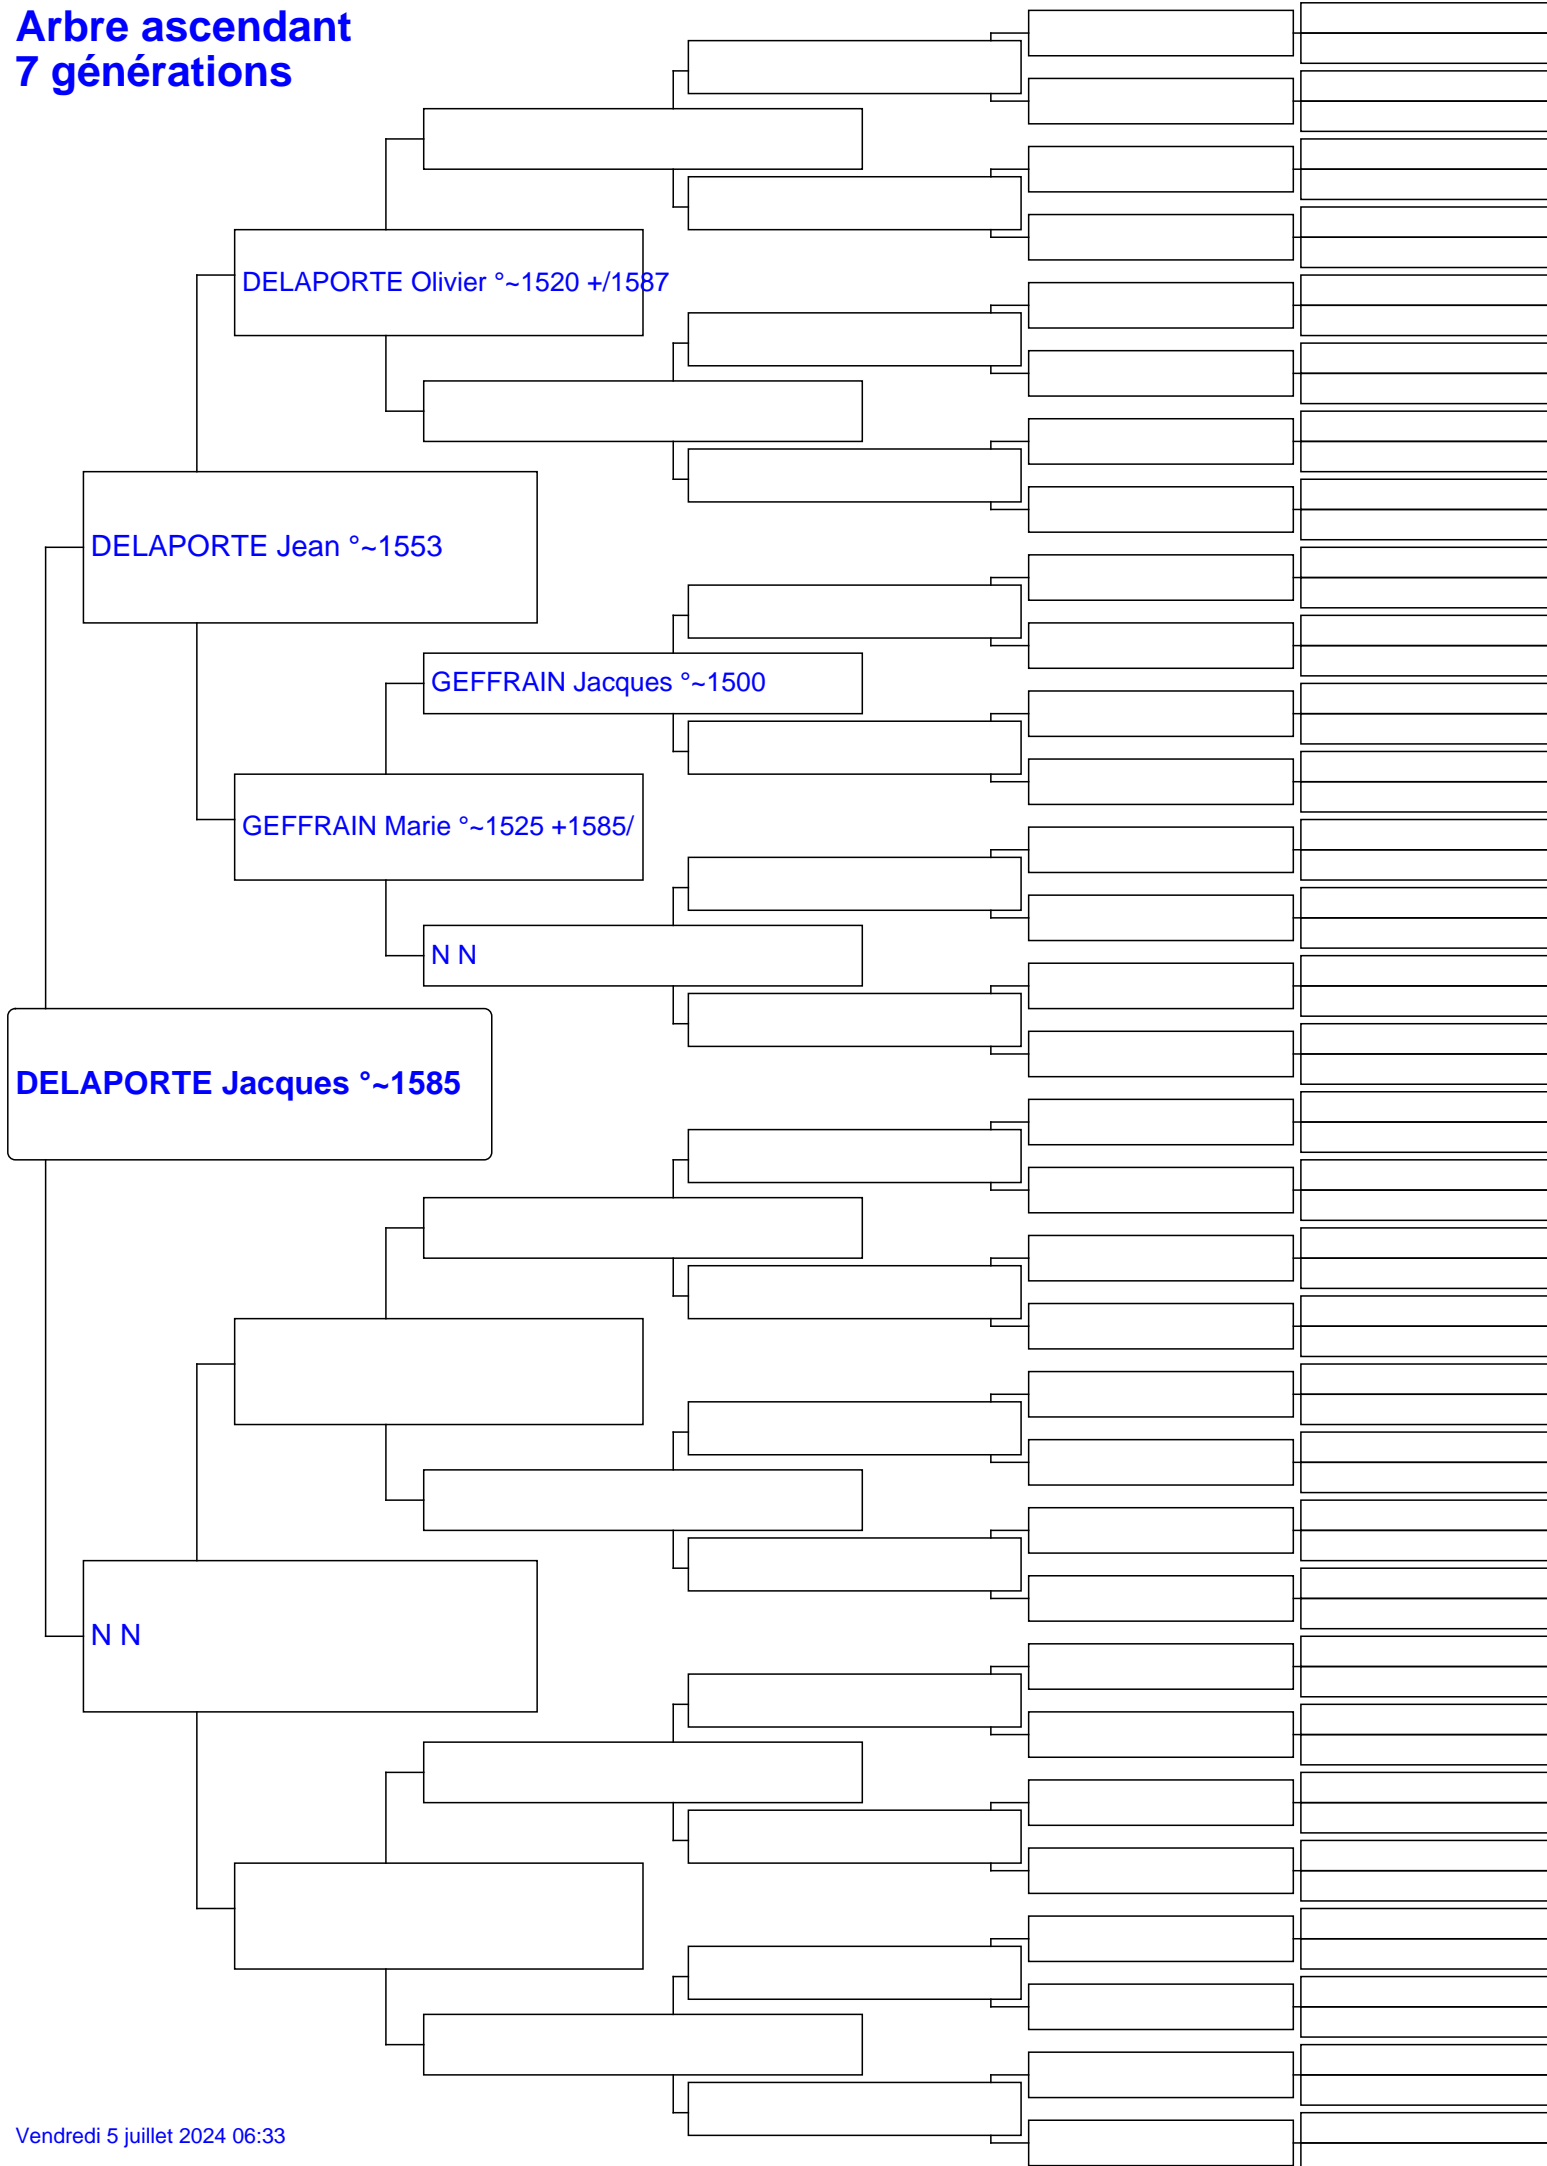 Arbre ascendant
7 générations
DELAPORTE Olivier °~1520 +/1587
DELAPORTE Jean °~1553
GEFFRAIN Jacques °~1500
GEFFRAIN Marie °~1525 +1585/
N N
DELAPORTE Jacques °~1585
N N
Vendredi 5 juillet 2024 06:33